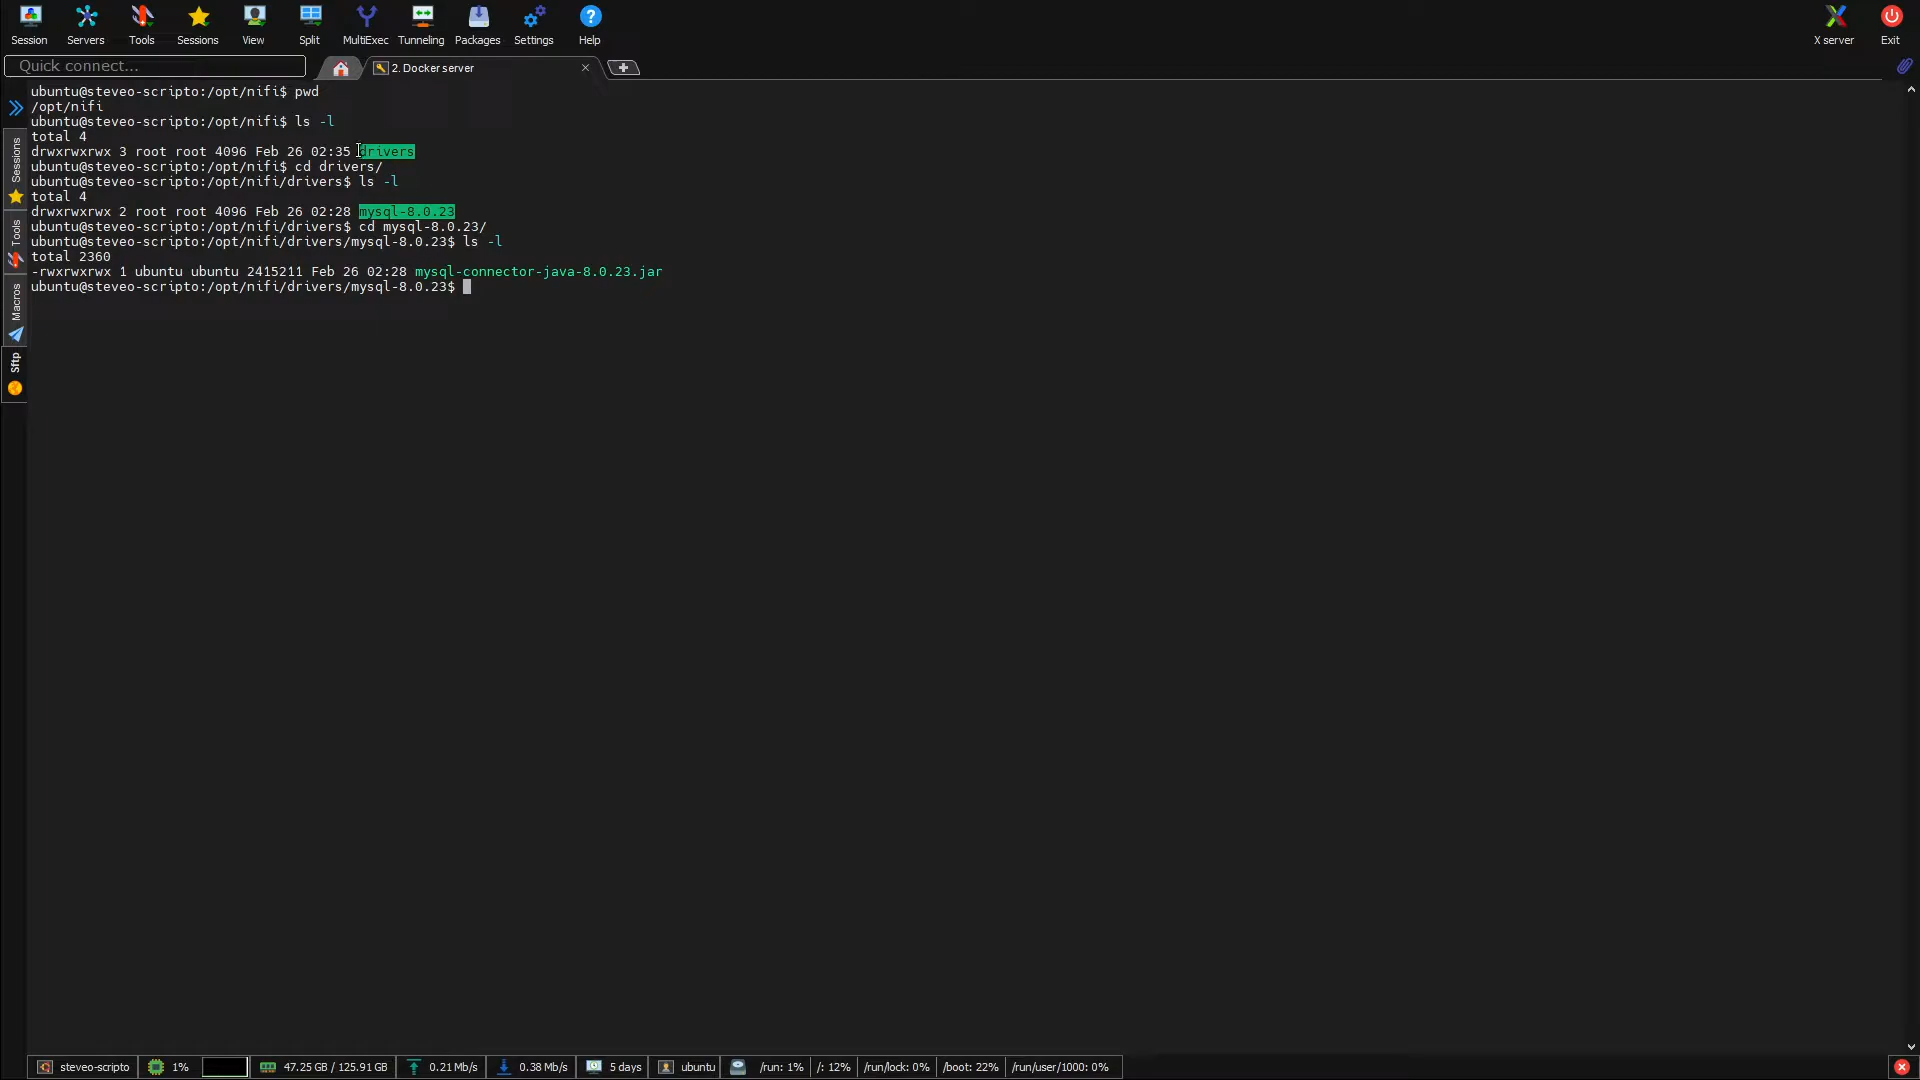 Session Servers Tools Sessions View Split MultiExec Tunneling Packages Settings Help X server Exit
Quick connect...
2. Docker server
ubuntu@steveo-scripto:/opt/nifi$ pwd
/opt/nifi
ubuntu@steveo-scripto:/opt/nifi$ ls -l
total 4
drwxrwxrwx 3 root root 4096 Feb 26 02:35 drivers
ubuntu@steveo-scripto:/opt/nifi$ cd drivers/
ubuntu@steveo-scripto:/opt/nifi/drivers$ ls -l
total 4
drwxrwxrwx 2 root root 4096 Feb 26 02:28 mysql-8.0.23
ubuntu@steveo-scripto:/opt/nifi/drivers$ cd mysql-8.0.23/
ubuntu@steveo-scripto:/opt/nifi/drivers/mysql-8.0.23$ ls -l
total 2360
-rwxrwxrwx 1 ubuntu ubuntu 2415211 Feb 26 02:28 mysql-connector-java-8.0.23.jar
ubuntu@steveo-scripto:/opt/nifi/drivers/mysql-8.0.23$
Sessions
Tools
Macros
Sftp
steveo-scripto 1% 47.25 GB / 125.91 GB 0.21 Mb/s 0.38 Mb/s 5 days ubuntu /run: 1% /: 12% /run/lock: 0% /boot: 22% /run/user/1000: 0%